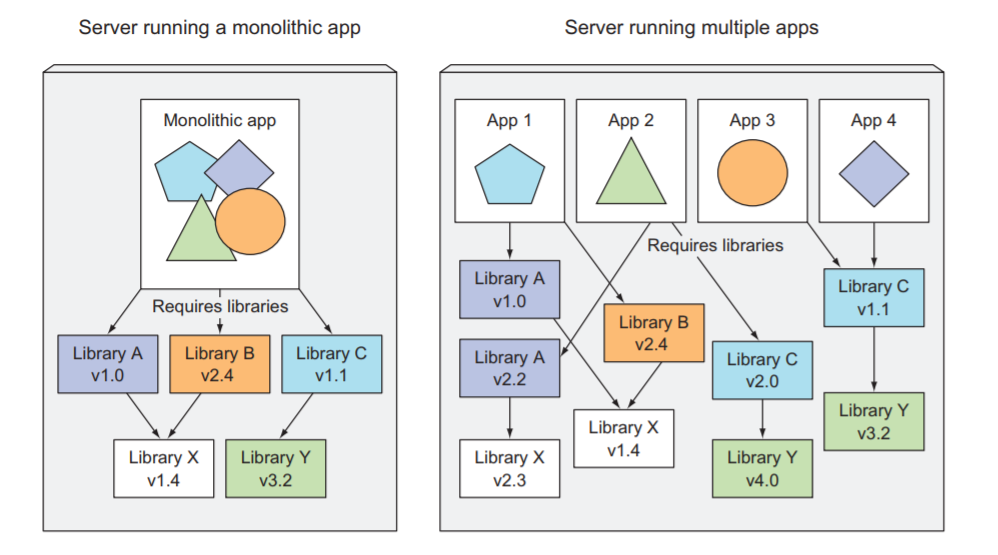 Server running a monolithic app
Monolithic app
Requires libraries
Library A
v1.0
Library B
v2.4
Library C
v1.1
Library X
v1.4
Library Y
v3.2
Server running multiple apps
App 1
App 2
App 3
App 4
Requires libraries
Library A
v1.0
Library C
v1.1
Library B
v2.4
Library A
v2.2
Library C
v2.0
Library X
v1.4
Library Y
v3.2
Library X
v2.3
Library Y
v4.0